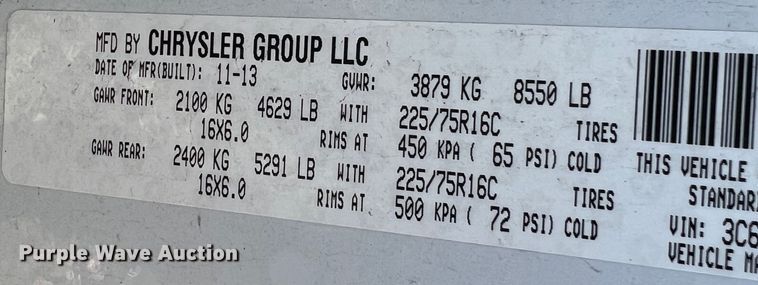 MFD BY CHRYSLER GROUP LLC
DATE OF MFR(BUILT): 11-13 GVWR: 3879 KG 8550 LB
GAWR FRONT: 2100 KG 4629 LB WITH 225/75R16C TIRES
16X6.0 RIMS AT 450 KPA ( 65 PSI) COLD
GAWR REAR: 2400 KG 5291 LB WITH 225/75R16C TIRES
16X6.0 RIMS AT 500 KPA ( 72 PSI) COLD
THIS VEHICLE
STANDAR
VIN: 3C6
VEHICLE MA
Purple Wave Auction